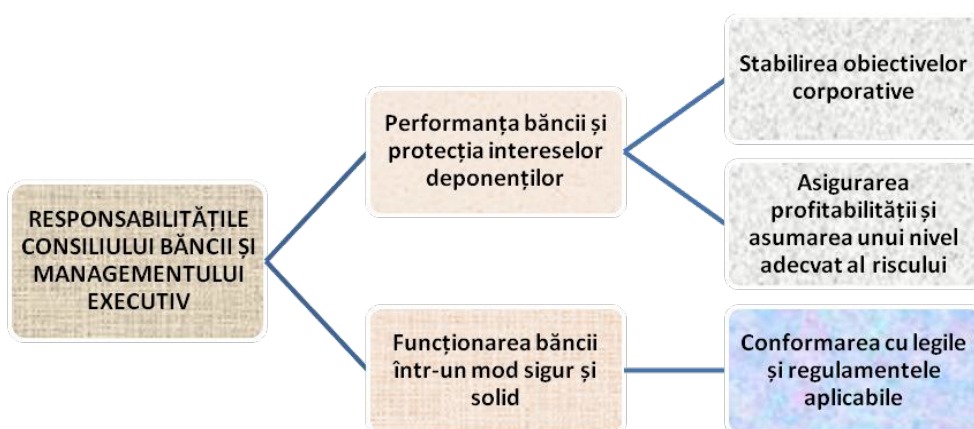 RESPONSABILITĂȚILE
CONSILIULUI BĂNCII ȘI
MANAGEMENTULUI
EXECUTIV
Performanța băncii și
protecția intereselor
deponenților
Stabilirea obiectivelor
corporative
Asigurarea
profitabilității și
asumarea unui nivel
adecvat al riscului
Funcționarea băncii
într-un mod sigur și
solid
Conformarea cu legile
și regulamentele
aplicabile